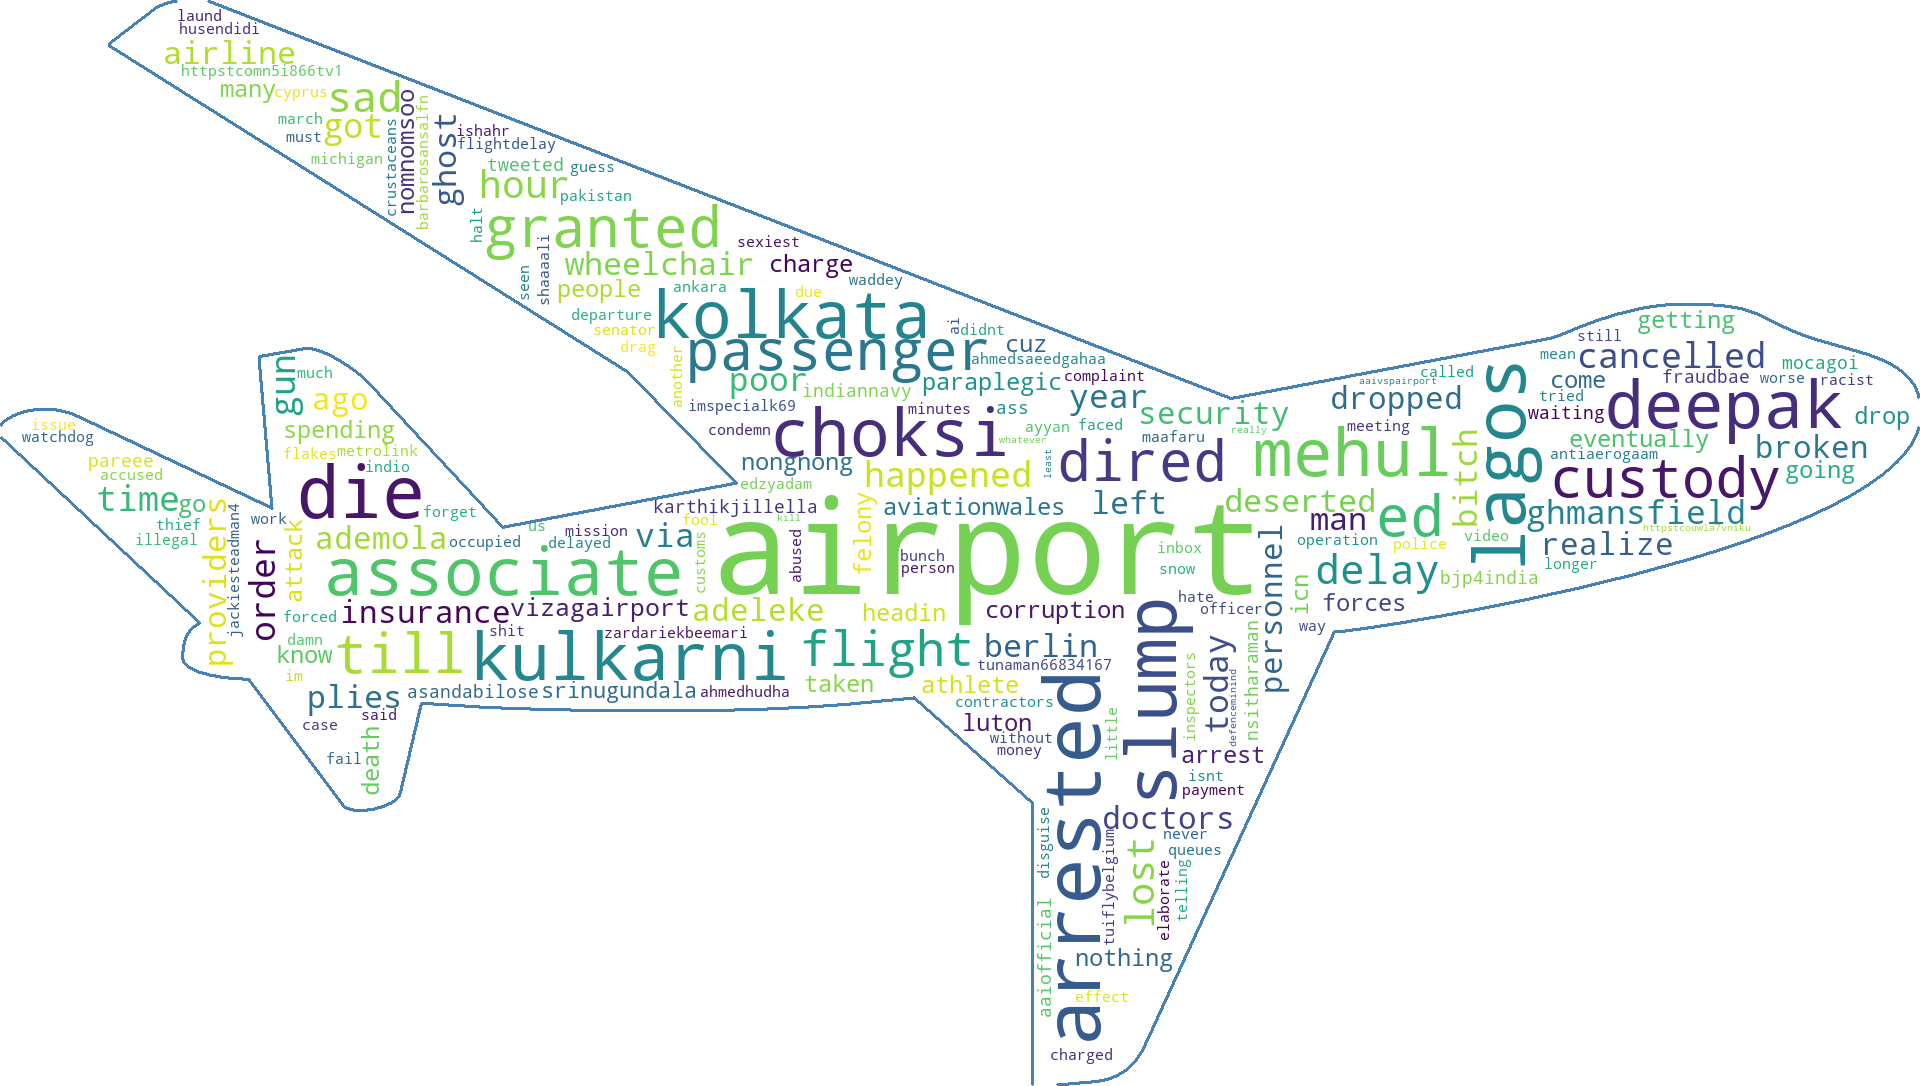 laund
husendidi
airline
httpstcomn5i866tv1
many
cyprus
sad
march
got
must
michigan
crustaceans
nomnomsoo
barbarosansalfn
ghost
ishahr
flightdelay
tweeted
guess
hour
pakistan
halt
granted
sexiest
seen
shaaaali
wheelchair
charge
people
ankara
due
waddey
departure
kolkata
senator
ai
didnt
drag
passenger
cuz
another
ahmedsaeedgahaa
poor
indiannavy
paraplegic
complaint
imspecialk69
minutes
ass
year
condemn
choksi
ayyan
faced
security
whatever
maafaru
really
nongnong
least
dired
mehul
edzyadam
happened
gun
much
ago
spending
flakes
metrolink
indio
issue
watchdog
pareee
accused
time
go
thief
illegal
providers
jackiesteadman4
work
order
attack
die
forget
ademola
occupied
us
mission
delayed
via
karthikjillella
fool
kill
customs
associate
airport
abused
felony
aviationwales
left
bunch
person
inbox
snow
deserted
forced
insurance
vizagairport
adeleke
headin
corruption
shit
zardariekbeemari
damn
know
im
till
kulkarni
flight
berlin
tunaman66834167
plies
asandabilose
srinugundala
ahmedhudha
taken
athlete
contractors
case
said
fail
death
luton
without
money
little
arrested
slump
hate
officer
way
inspectors
today
defenceminind
nsitharaman
personnel
icn
arrest
isnt
payment
doctors
disguise
tuiflybelgium
lost
never
queues
elaborate
telling
aaiofficial
nothing
effect
charged
getting
still
mean
cancelled
mocagoi
called
aaivspairport
come
fraudbae
worse
racist
dropped
tried
waiting
deepak
drop
meeting
bitch
lagos
eventually
antiaerogaam
broken
custody
going
man
ed
ghmansfield
httpstcouwla7vniku
operation
police
video
realize
delay
bjp4india
longer
forces